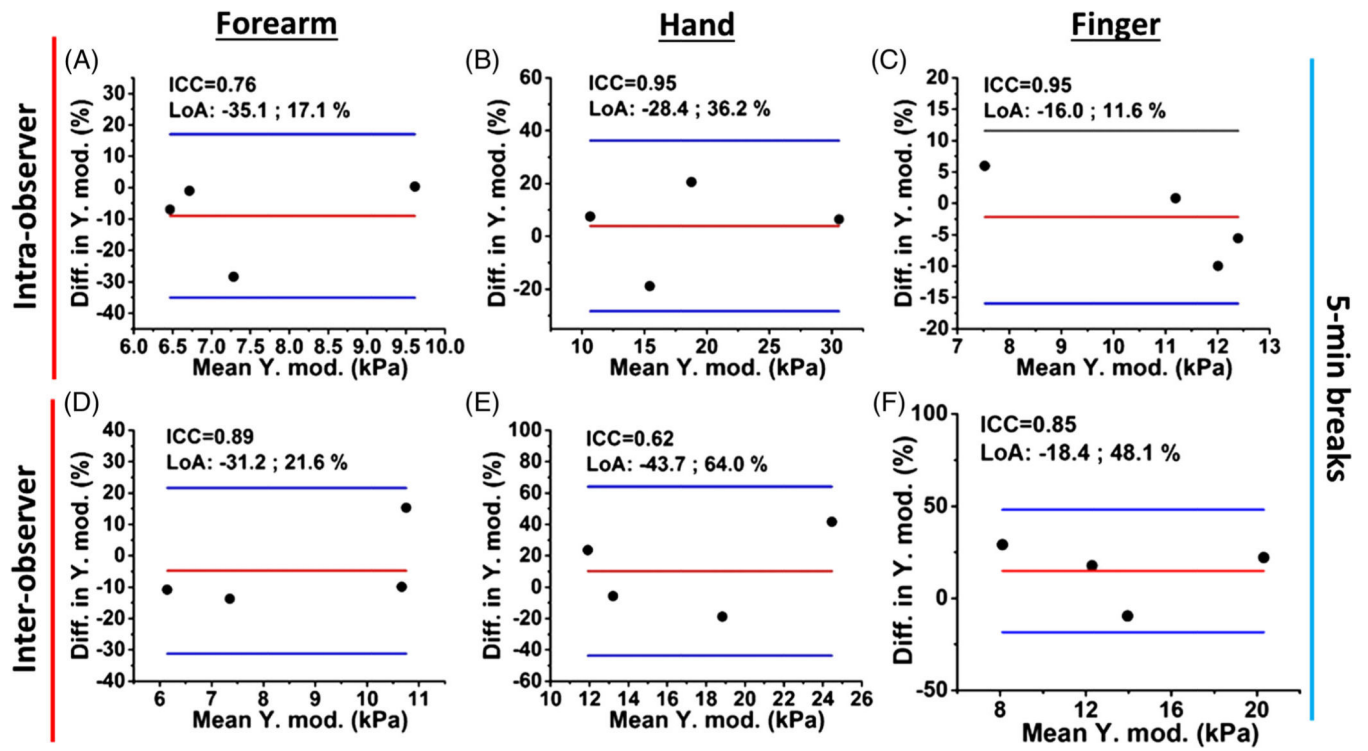 Forearm
Hand
Finger
Intra-observer
(A)
ICC=0.76
LoA: -35.1 ; 17.1 %
Diff. in Y. mod. (%)
30
20
10
0
-10
-20
-30
-40
6.0 6.5 7.0 7.5 8.0 8.5 9.0 9.5 10.0
Mean Y. mod. (kPa)
(B)
ICC=0.95
LoA: -28.4 ; 36.2 %
Diff. in Y. mod. (%)
60
40
20
0
-20
10 15 20 25 30
Mean Y. mod. (kPa)
(C)
ICC=0.95
LoA: -16.0 ; 11.6 %
Diff. in Y. mod. (%)
20
15
10
5
0
-5
-10
-15
-20
7 8 9 10 11 12 13
Mean Y. mod. (kPa)
Inter-observer
(D)
ICC=0.89
LoA: -31.2 ; 21.6 %
Diff. in Y. mod. (%)
40
30
20
10
0
-10
-20
-30
-40
6 7 8 9 10 11
Mean Y. mod. (kPa)
(E)
ICC=0.62
LoA: -43.7 ; 64.0 %
Diff. in Y. mod. (%)
100
80
60
40
20
0
-20
-40
-60
10 12 14 16 18 20 22 24 26
Mean Y. mod. (kPa)
(F)
ICC=0.85
LoA: -18.4 ; 48.1 %
Diff. in Y. mod. (%)
100
50
0
-50
8 12 16 20
Mean Y. mod. (kPa)
5-min breaks